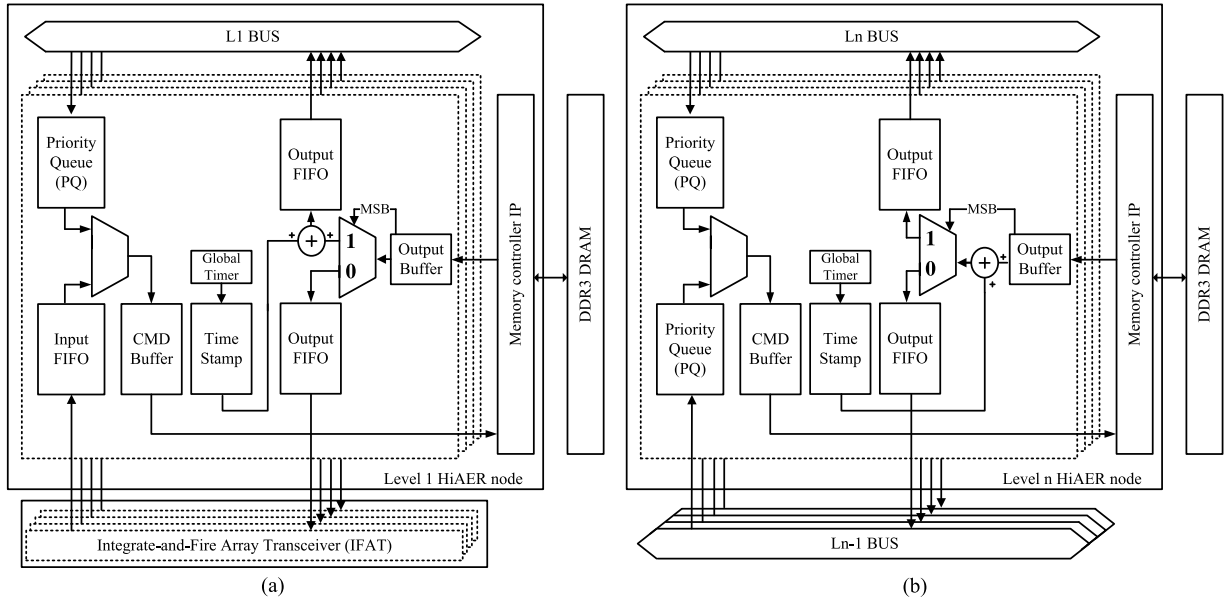 L1 BUS
Priority
Queue
(PQ)
Output
FIFO
MSB
1
0
Output
Buffer
+
+
+
Global
Timer
Input
FIFO
CMD
Buffer
Time
Stamp
Output
FIFO
Memory controller IP
DDR3 DRAM
Level 1 HiAER node
Integrate-and-Fire Array Transceiver (IFAT)
(a)
Ln BUS
Priority
Queue
(PQ)
Output
FIFO
MSB
1
0
+
+
+
Output
Buffer
Global
Timer
Priority
Queue
(PQ)
CMD
Buffer
Time
Stamp
Output
FIFO
Memory controller IP
DDR3 DRAM
Level n HiAER node
Ln-1 BUS
(b)